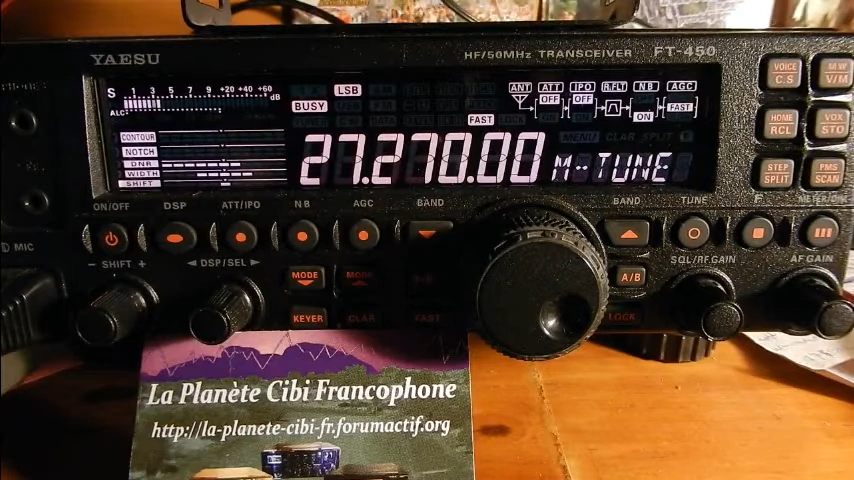 YAESU
HF/50MHz TRANSCEIVER FT-450
S 1 3 5 7 9 +20 +40 +60 dB
ALC
LSB
BUSY
FAST
ANT ATT IPO R.FLT NB AGC
OFF OFF ON FAST
CONTOUR
NOTCH
DNR
WIDTH
SHIFT
27.270.00 M-TUNE
VOICE C.S
M W V/M
HOME RCL
VOX STO
STEP SPLIT
PMS SCAN
ON/OFF DSP ATT/IPO NB AGC BAND BAND TUNE F
MIC
- SHIFT +
◄ DSP/SEL ►
MODE
MODE
A/B
SQL/RF GAIN
AF GAIN
KEYER
CLAR
FAST
LOCK
La Planète Cibi Francophone
http://la-planete-cibi-fr.forumactif.org